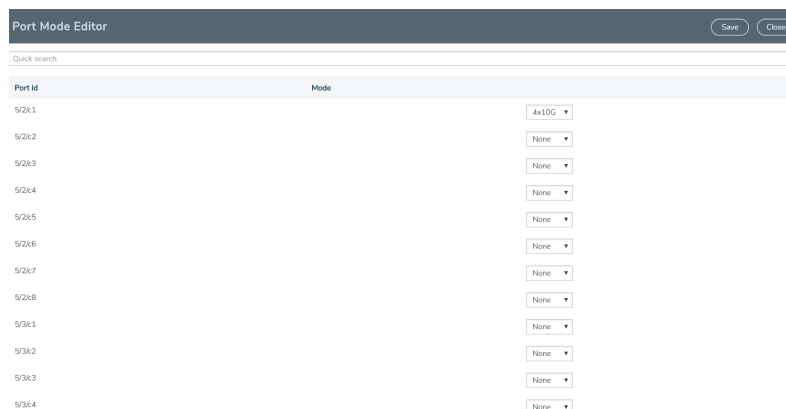 Port Mode Editor Save Close
Quick search
Port Id Mode
5/2/c1 4x10G
5/2/c2 None
5/2/c3 None
5/2/c4 None
5/2/c5 None
5/2/c6 None
5/2/c7 None
5/2/c8 None
5/3/c1 None
5/3/c2 None
5/3/c3 None
5/3/c4 None